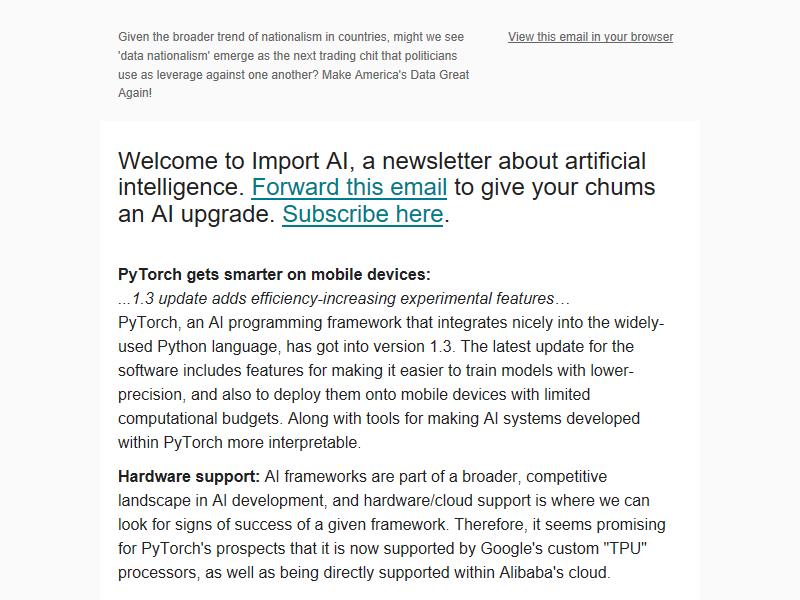 Given the broader trend of nationalism in countries, might we see
'data nationalism' emerge as the next trading chit that politicians
use as leverage against one another? Make America's Data Great
Again!
View this email in your browser
Welcome to Import AI, a newsletter about artificial
intelligence. Forward this email to give your chums
an AI upgrade. Subscribe here.
PyTorch gets smarter on mobile devices:
...1.3 update adds efficiency-increasing experimental features…
PyTorch, an AI programming framework that integrates nicely into the widely-
used Python language, has got into version 1.3. The latest update for the
software includes features for making it easier to train models with lower-
precision, and also to deploy them onto mobile devices with limited
computational budgets. Along with tools for making AI systems developed
within PyTorch more interpretable.
Hardware support: AI frameworks are part of a broader, competitive
landscape in AI development, and hardware/cloud support is where we can
look for signs of success of a given framework. Therefore, it seems promising
for PyTorch's prospects that it is now supported by Google's custom "TPU"
processors, as well as being directly supported within Alibaba's cloud.